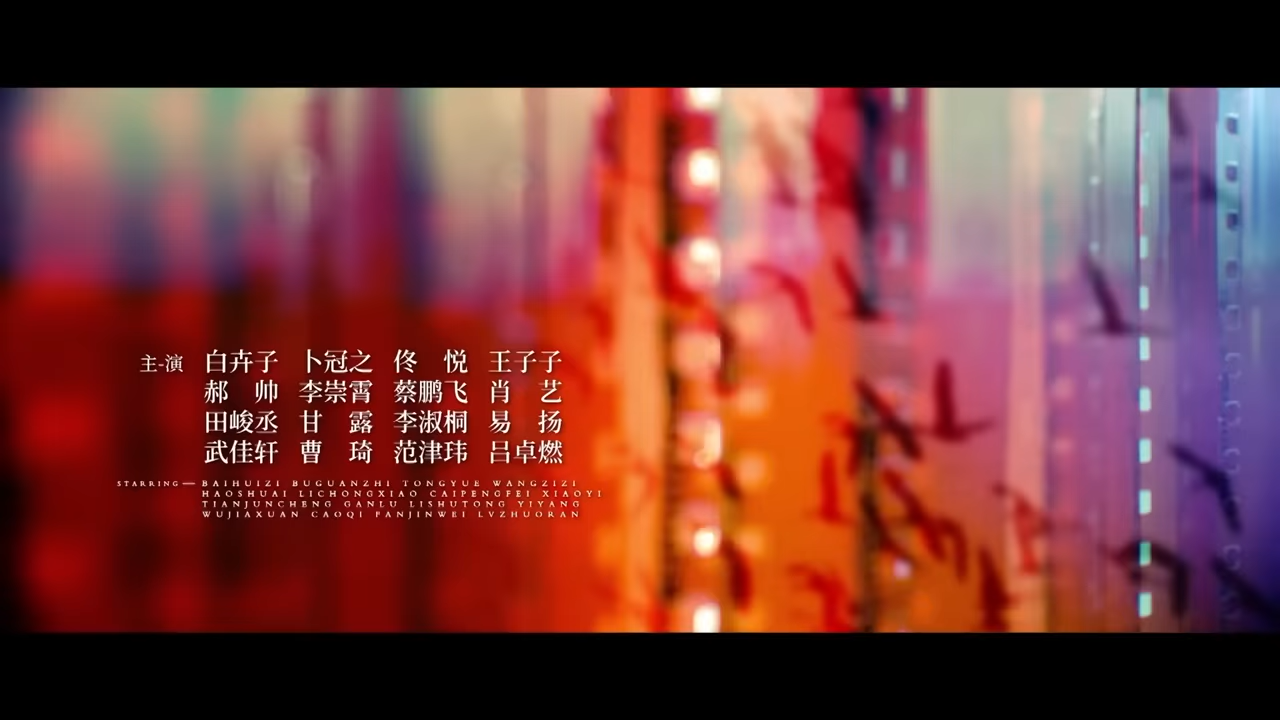 主-演 白卉子 卜冠之 佟 悦 王子子
郝 帅 李崇霄 蔡鹏飞 肖 艺
田峻丞 甘 露 李淑桐 易 扬
武佳轩 曹 琦 范津玮 吕卓燃
STARRING— BAIHUIZI BUGUANZHI TONGYUE WANGZIZI
HAOSHUAI LICHONGXIAO CAIPENGFEI XIAOYI
TIANJUNCHENG GANLU LISHUTONG YIYANG
WUJIAXUAN CAOQI FANJINWEI LVZHUORAN